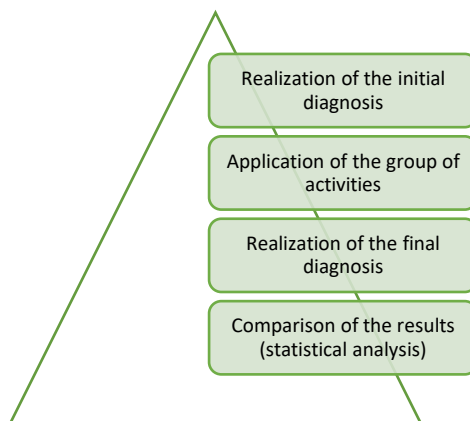 Realization of the initial
diagnosis
Application of the group of
activities
Realization of the final
diagnosis
Comparison of the results
(statistical analysis)